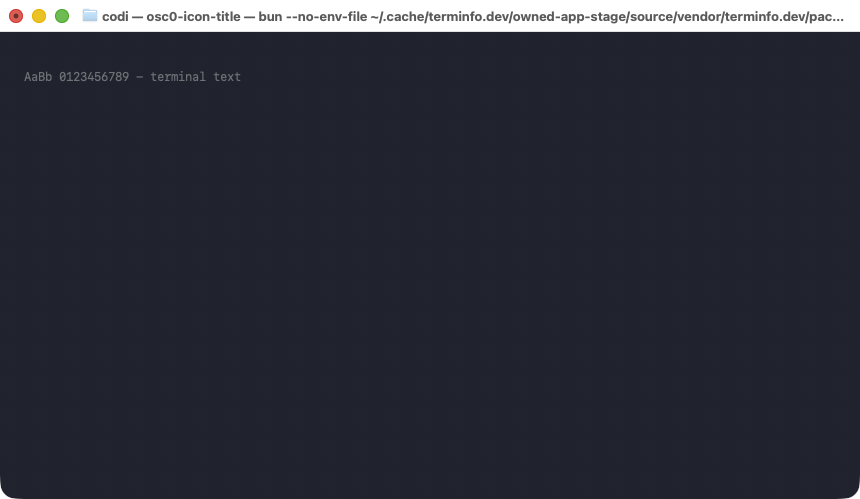 codi — osc0-icon-title — bun --no-env-file ~/.cache/terminfo.dev/owned-app-stage/source/vendor/terminfo.dev/pac...
AaBb 0123456789 — terminal text